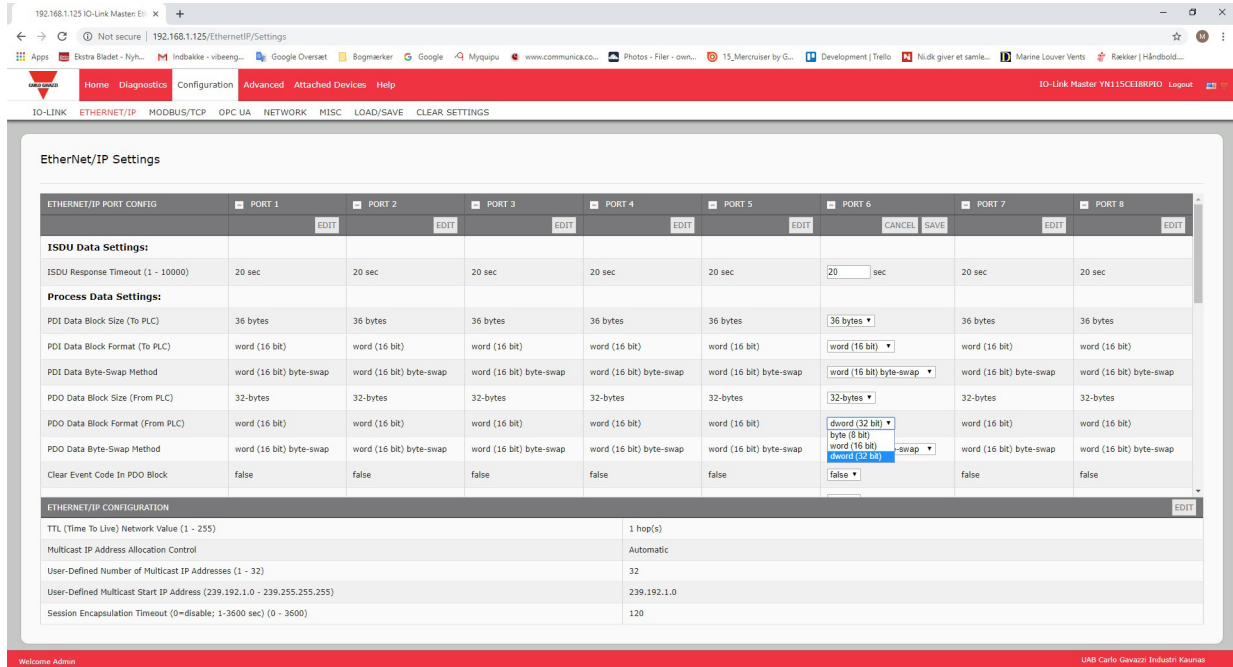 192.168.1.125 IO-Link Master: Eth
Not secure | 192.168.1.125/EthernetIP/Settings
Apps Ekstra Bladet - Nyh... Indbakke - vibeeng... Google Oversæt Bogmærker Google Myquipu www.communica.co... Photos - Filer - own... 15_Mercruiser by G... Development | Trello Ni.dk giver et samle... Marine Louver Vents Rækker | Håndbold....
CARLO GAVAZZI Home Diagnostics Configuration Advanced Attached Devices Help IO-Link Master YN115CEI8RPIO Logout
IO-LINK ETHERNET/IP MODBUS/TCP OPC UA NETWORK MISC LOAD/SAVE CLEAR SETTINGS
EtherNet/IP Settings
ETHERNET/IP PORT CONFIG PORT 1 PORT 2 PORT 3 PORT 4 PORT 5 PORT 6 PORT 7 PORT 8
EDIT EDIT EDIT EDIT EDIT CANCEL SAVE EDIT EDIT
ISDU Data Settings:
ISDU Response Timeout (1 - 10000) 20 sec 20 sec 20 sec 20 sec 20 sec 20 sec 20 sec 20 sec
Process Data Settings:
PDI Data Block Size (To PLC) 36 bytes 36 bytes 36 bytes 36 bytes 36 bytes 36 bytes 36 bytes 36 bytes
PDI Data Block Format (To PLC) word (16 bit) word (16 bit) word (16 bit) word (16 bit) word (16 bit) word (16 bit) word (16 bit) word (16 bit)
PDI Data Byte-Swap Method word (16 bit) byte-swap word (16 bit) byte-swap word (16 bit) byte-swap word (16 bit) byte-swap word (16 bit) byte-swap word (16 bit) byte-swap word (16 bit) byte-swap word (16 bit) byte-swap
PDO Data Block Size (From PLC) 32-bytes 32-bytes 32-bytes 32-bytes 32-bytes 32-bytes 32-bytes 32-bytes
PDO Data Block Format (From PLC) word (16 bit) word (16 bit) word (16 bit) word (16 bit) word (16 bit) dword (32 bit) word (16 bit) word (16 bit)
byte (8 bit)
word (16 bit)
dword (32 bit)
PDO Data Byte-Swap Method word (16 bit) byte-swap word (16 bit) byte-swap word (16 bit) byte-swap word (16 bit) byte-swap word (16 bit) byte-swap -swap word (16 bit) byte-swap word (16 bit) byte-swap
Clear Event Code In PDO Block false false false false false false false false
ETHERNET/IP CONFIGURATION EDIT
TTL (Time To Live) Network Value (1 - 255) 1 hop(s)
Multicast IP Address Allocation Control Automatic
User-Defined Number of Multicast IP Addresses (1 - 32) 32
User-Defined Multicast Start IP Address (239.192.1.0 - 239.255.255.255) 239.192.1.0
Session Encapsulation Timeout (0=disable; 1-3600 sec) (0 - 3600) 120
Welcome Admin UAB Carlo Gavazzi Industri Kaunas